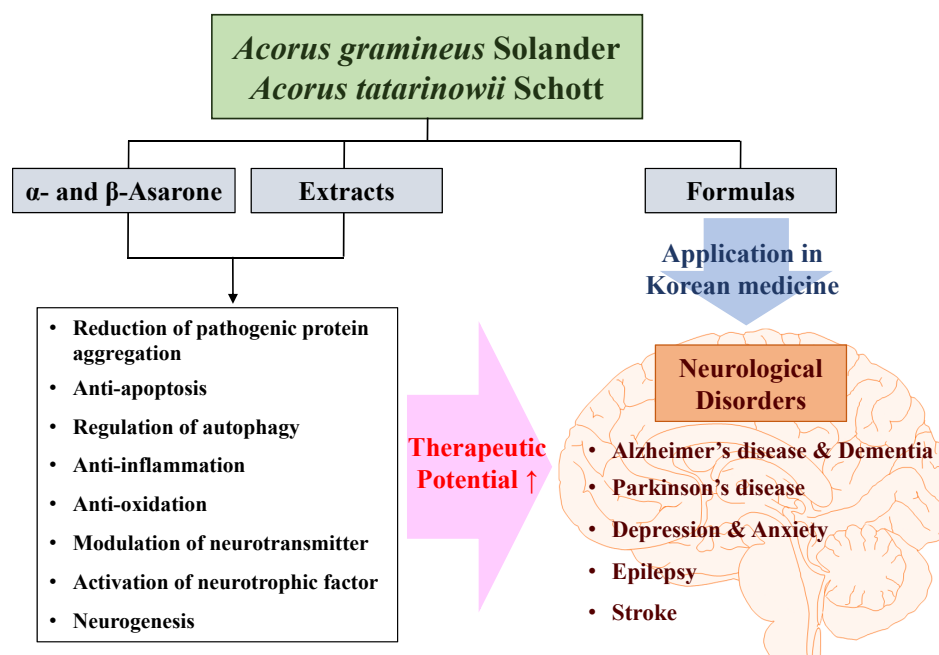 Acorus gramineus Solander
Acorus tatarinowii Schott
α- and β-Asarone
Extracts
Formulas
Application in
Korean medicine
• Reduction of pathogenic protein
aggregation
• Anti-apoptosis
• Regulation of autophagy
• Anti-inflammation
• Anti-oxidation
• Modulation of neurotransmitter
• Activation of neurotrophic factor
• Neurogenesis
Therapeutic
Potential ↑
Neurological
Disorders
• Alzheimer’s disease & Dementia
• Parkinson’s disease
• Depression & Anxiety
• Epilepsy
• Stroke